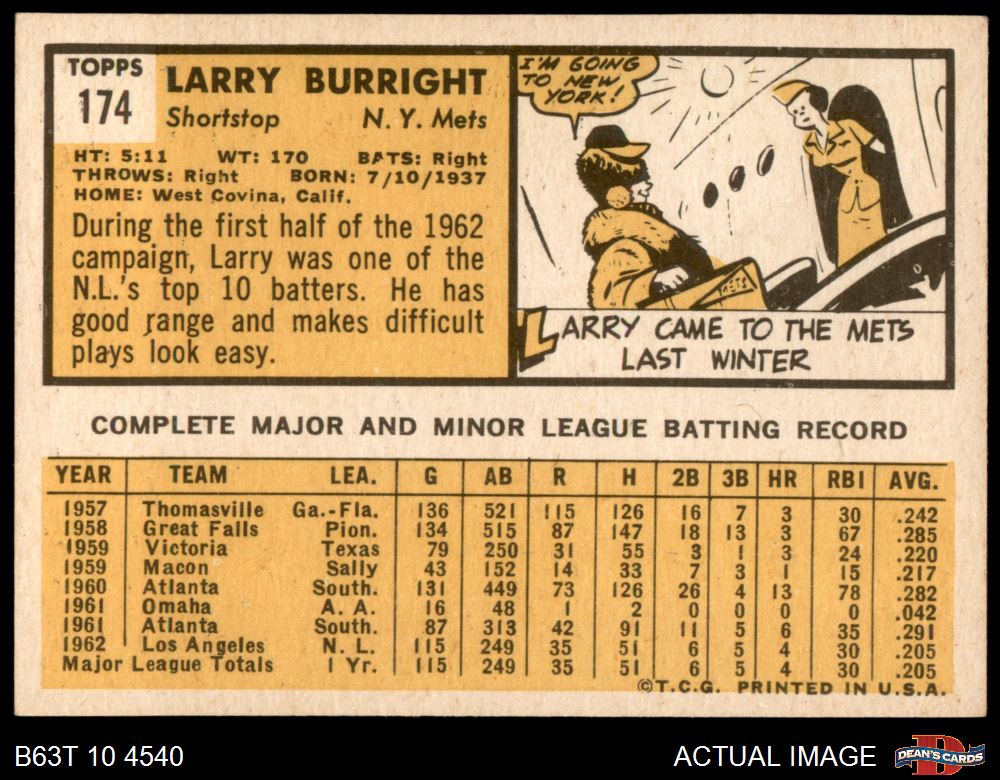 TOPPS
174
LARRY BURRIGHT
Shortstop N. Y. Mets
HT: 5:11 WT: 170 BATS: Right
THROWS: Right BORN: 7/10/1937
HOME: West Covina, Calif.
During the first half of the 1962
campaign, Larry was one of the
N.L.'s top 10 batters. He has
good range and makes difficult
plays look easy.
I'M GOING
TO NEW
YORK!
METS
LARRY CAME TO THE METS
LAST WINTER
COMPLETE MAJOR AND MINOR LEAGUE BATTING RECORD
YEAR TEAM LEA. G AB R H 2B 3B HR RBI AVG.
1957 Thomasville Ga.-Fla. 136 521 115 126 16 7 3 30 .242
1958 Great Falls Pion. 134 515 87 147 18 13 3 67 .285
1959 Victoria Texas 79 250 31 55 3 1 3 24 .220
1959 Macon Sally 43 152 14 33 7 3 1 15 .217
1960 Atlanta South. 131 449 73 126 26 4 13 78 .282
1961 Omaha A. A. 16 48 1 2 0 0 0 0 .042
1961 Atlanta South. 87 313 42 91 11 5 6 35 .291
1962 Los Angeles N. L. 115 249 35 51 6 5 4 30 .205
Major League Totals 1 Yr. 115 249 35 51 6 5 4 30 .205
©T.C.G. PRINTED IN U.S.A.
B63T 10 4540 ACTUAL IMAGE D DEAN'S CARDS